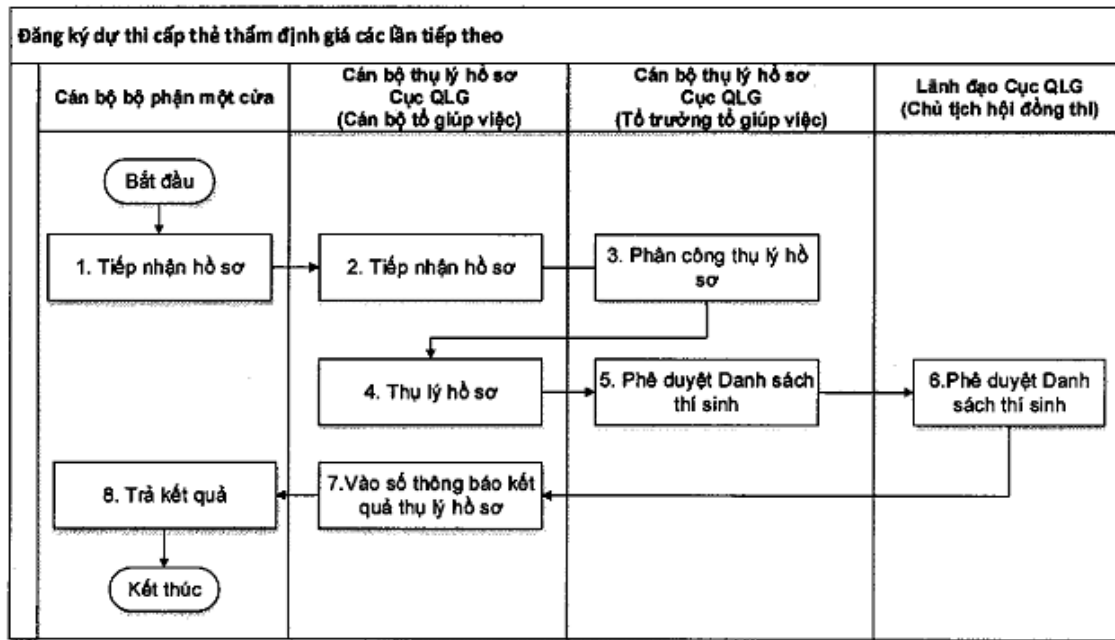 Đăng ký dự thi cấp thẻ thẩm định giá các lần tiếp theo
Cán bộ bộ phận một cửa
Cán bộ thụ lý hồ sơ
Cục QLG
(Cán bộ tổ giúp việc)
Cán bộ thụ lý hồ sơ
Cục QLG
(Tổ trưởng tổ giúp việc)
Lãnh đạo Cục QLG
(Chủ tịch hội đồng thi)
Bắt đầu
1. Tiếp nhận hồ sơ
2. Tiếp nhận hồ sơ
3. Phân công thụ lý hồ
sơ
4. Thụ lý hồ sơ
5. Phê duyệt Danh sách
thí sinh
6.Phê duyệt Danh
sách thí sinh
8. Trả kết quả
7.Vào số thông báo kết
quả thụ lý hồ sơ
Kết thúc